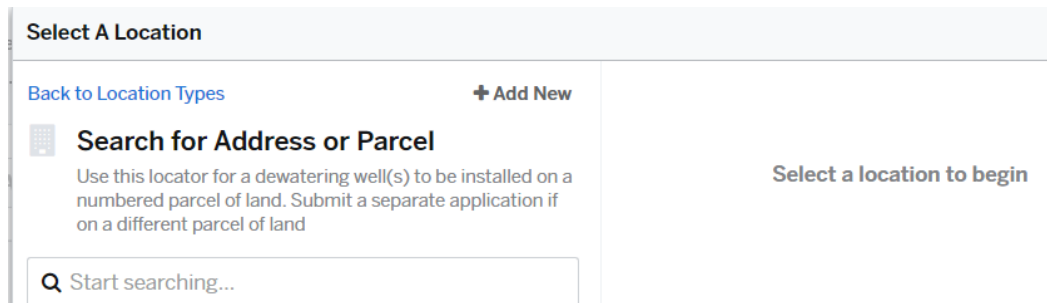 Select A Location
Back to Location Types
+ Add New
Search for Address or Parcel
Use this locator for a dewatering well(s) to be installed on a
numbered parcel of land. Submit a separate application if
on a different parcel of land
Start searching...
Select a location to begin